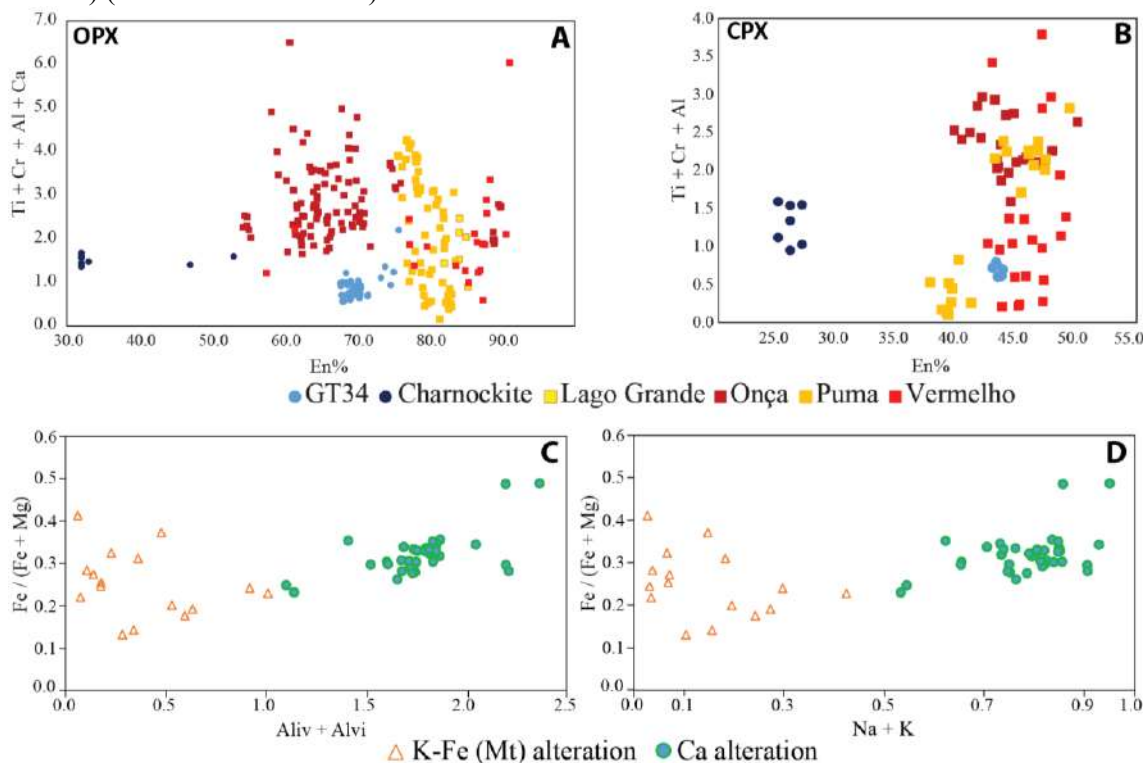 OPX A
7.0
6.0
5.0
4.0
3.0
2.0
1.0
0.0
Ti + Cr + Al + Ca
30.0 40.0 50.0 60.0 70.0 80.0 90.0
En%
CPX B
4.0
3.5
3.0
2.5
2.0
1.5
1.0
0.5
0.0
Ti + Cr + Al
25.0 30.0 35.0 40.0 45.0 50.0 55.0
En%
GT34 Charnockite Lago Grande Onça Puma Vermelho
C
0.6
0.5
0.4
0.3
0.2
0.1
0.0
Fe / (Fe + Mg)
0.0 0.5 1.0 1.5 2.0 2.5
Aliv + Alvi
D
0.6
0.5
0.4
0.3
0.2
0.1
0.0
Fe / (Fe + Mg)
0.1 0.3 0.4 0.5 0.7 0.8 0.9 1.0
Na + K
K-Fe (Mt) alteration Ca alteration